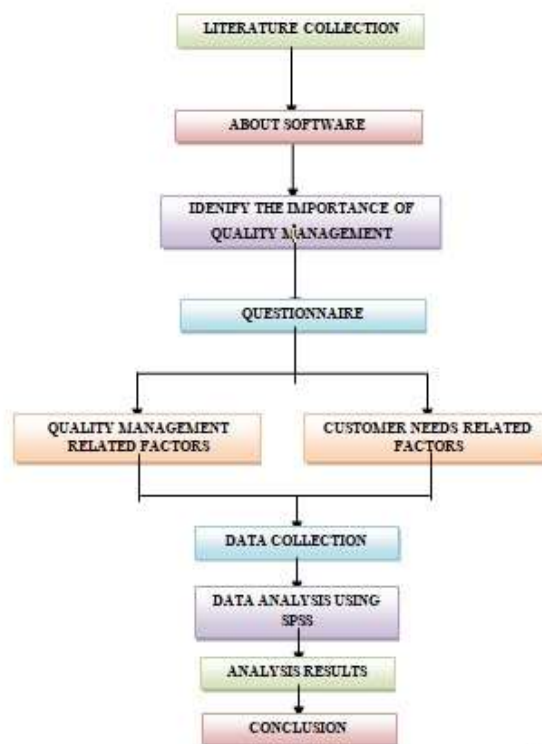 LITERATURE COLLECTION
ABOUT SOFTWARE
IDENIFY THE IMPORTANCE OF
QUALITY MANAGEMENT
QUESTIONNAIRE
QUALITY MANAGEMENT
RELATED FACTORS
CUSTOMER NEEDS RELATED
FACTORS
DATA COLLECTION
DATA ANALYSIS USING
SPSS
ANALYSIS RESULTS
CONCLUSION